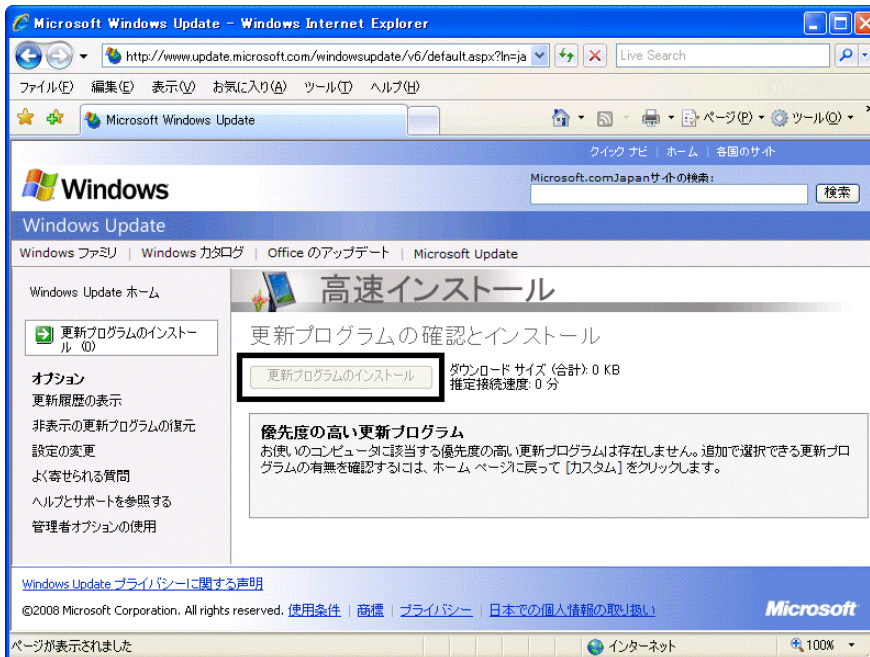 Microsoft Windows Update - Windows Internet Explorer
http://www.update.microsoft.com/windowsupdate/v6/default.aspx?ln=ja
Live Search
ファイル(F) 編集(E) 表示(V) お気に入り(A) ツール(T) ヘルプ(H)
Microsoft Windows Update
ページ(P) ツール(O)
クイック ナビ | ホーム | 各国のサイト
Windows
Microsoft.comJapanサイトの検索:
検索
Windows Update
Windows ファミリ | Windows カタログ | Office のアップデート | Microsoft Update
Windows Update ホーム
高速インストール
更新プログラムのインストー
ル (0)
更新プログラムの確認とインストール
更新プログラムのインストール
ダウンロード サイズ (合計): 0 KB
推定接続速度: 0 分
オプション
更新履歴の表示
非表示の更新プログラムの復元
設定の変更
よく寄せられる質問
ヘルプとサポートを参照する
管理者オプションの使用
優先度の高い更新プログラム
お使いのコンピュータに該当する優先度の高い更新プログラムは存在しません。追加で選択できる更新プロ
グラムの有無を確認するには、ホーム ページに戻って [カスタム] をクリックします。
Windows Update プライバシーに関する声明
©2008 Microsoft Corporation. All rights reserved. 使用条件 | 商標 | プライバシー | 日本での個人情報の取り扱い
Microsoft
ページが表示されました
インターネット
100%